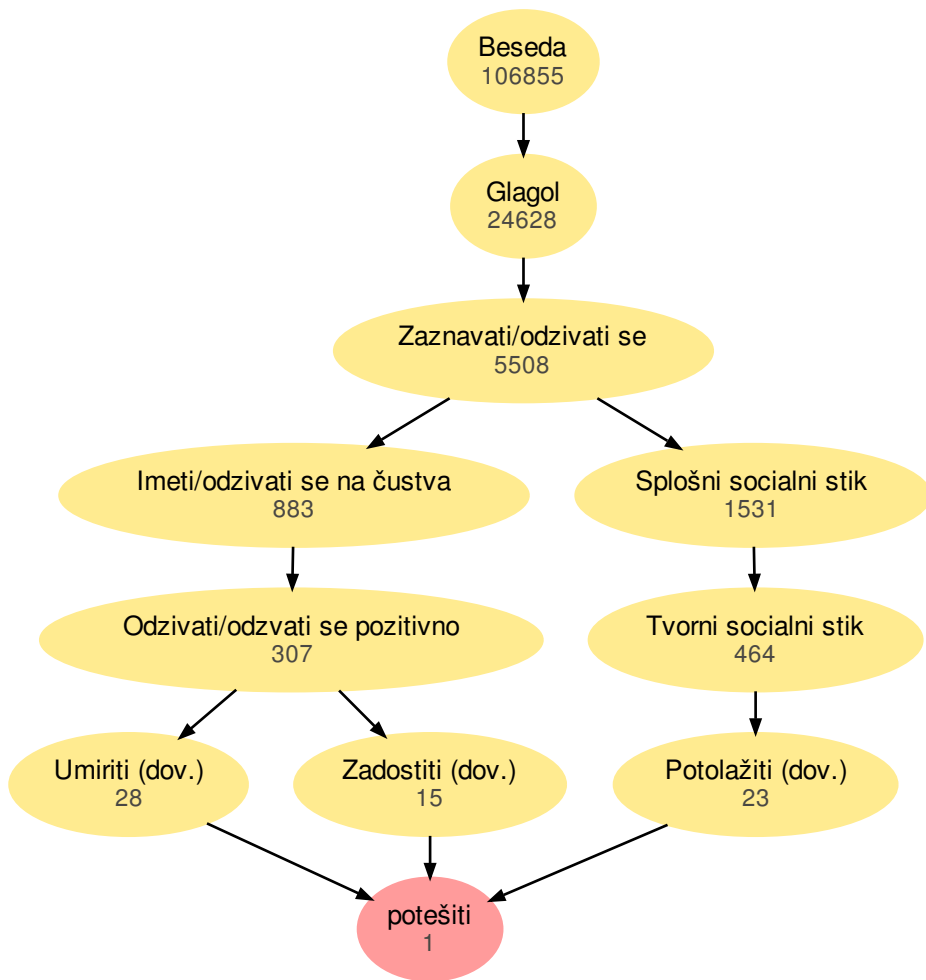 Beseda
106855
Glagol
24628
Zaznavati/odzivati se
5508
Imeti/odzivati se na čustva
883
Splošni socialni stik
1531
Odzivati/odzvati se pozitivno
307
Tvorni socialni stik
464
Umiriti (dov.)
28
Zadostiti (dov.)
15
Potolažiti (dov.)
23
potešiti
1